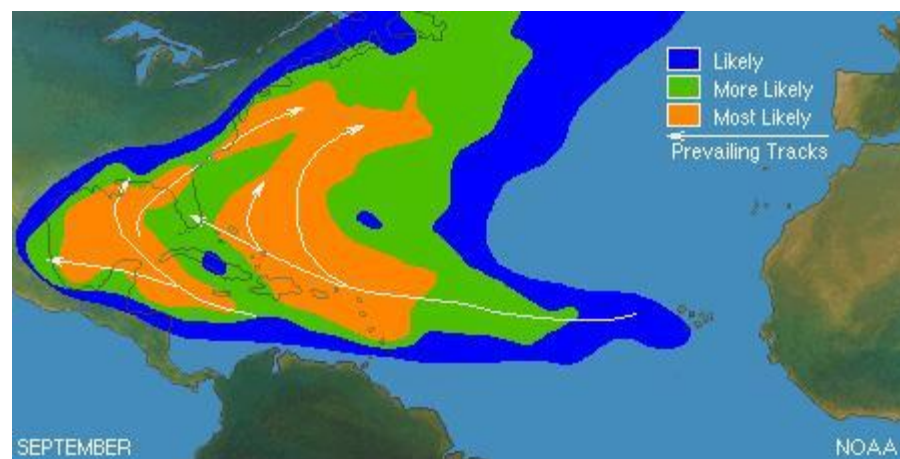 Likely
More Likely
Most Likely
Prevailing Tracks
SEPTEMBER
NOAA